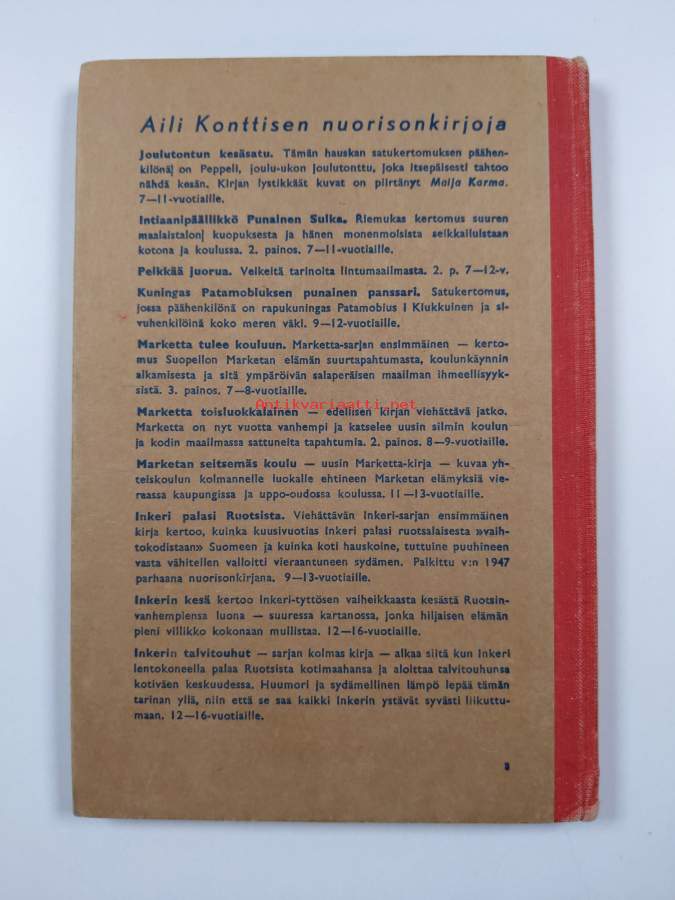 Aili Konttisen nuorisonkirjoja
Joulutontun kesäsatu. Tämän hauskan satukertomuksen päähen-
kilönä on Peppeli, joulu-ukon Joulutonttu, joka itsepäisesti tahtoo
nähdä kesän. Kirjan lystikkäät kuvat on piirtänyt Maija Karma.
7—11-vuotiaille.
Intiaanipäällikkö Punainen Sulka. Riemukas kertomus suuren
maalaistalon kuopuksesta ja hänen monenmoisista seikkailuistaan
kotona ja koulussa. 2. painos. 7—11-vuotiaille.
Pelkkää juorua. Veikeitä tarinoita lintumaailmasta. 2. p. 7—12-v.
Kuningas Patamobiuksen punainen panssari. Satukertomus,
jossa päähenkilönä on rapukuningas Patamobius I Kiukkuinen ja si-
vuhenkilöinä koko meren väki. 9—12-vuotiaille.
Marketta tulee kouluun. Marketta-sarjan ensimmäinen — kerto-
mus Suopellon Marketan elämän suurtapahtumasta, koulunkäynnin
alkamisesta ja sitä ympäröivän salaperäisen maailman ihmeellisyyk-
sistä. 3. painos. 7—8-vuotiaille.
Antikvariaatti.net
Marketta toisluokkalainen — edellisen kirjan viehättävä jatko.
Marketta on nyt vuotta vanhempi ja katselee uusin silmin koulun
ja kodin maailmassa sattuneita tapahtumia. 2. painos. 8—9-vuotiaille.
Marketan seitsemäs koulu — uusin Marketta-kirja — kuvaa yh-
teiskoulun kolmannelle luokalle ehtineen Marketan elämyksiä vie-
raassa kaupungissa ja uppo-oudossa koulussa. 11—13-vuotiaille.
Inkeri palasi Ruotsista. Viehättävän Inkeri-sarjan ensimmäinen
kirja kertoo, kuinka kuusivuotias Inkeri palasi ruotsalaisesta »vaih-
tokodistaan» Suomeen ja kuinka koti hauskoine, tuttuine puuhineen
vasta vähitellen valloitti vieraantuneen sydämen. Palkittu v:n 1947
parhaana nuorisonkirjana. 9—13-vuotiaille.
Inkerin kesä kertoo Inkeri-tyttösen vaiheikkaasta kesästä Ruotsin-
vanhempiensa luona — suuressa kartanossa, jonka hiljaisen elämän
pieni villikko kokonaan mullistaa. 12—16-vuotiaille.
Inkerin talvitouhut — sarjan kolmas kirja — alkaa siitä kun Inkeri
lentokoneella palaa Ruotsista kotimaahansa ja aloittaa talvitouhunsa
kotiväen keskuudessa. Huumori ja sydämellinen lämpö lepää tämän
tarinan yllä, niin että se saa kaikki Inkerin ystävät syvästi liikuttu-
maan. 12—16-vuotiaille.